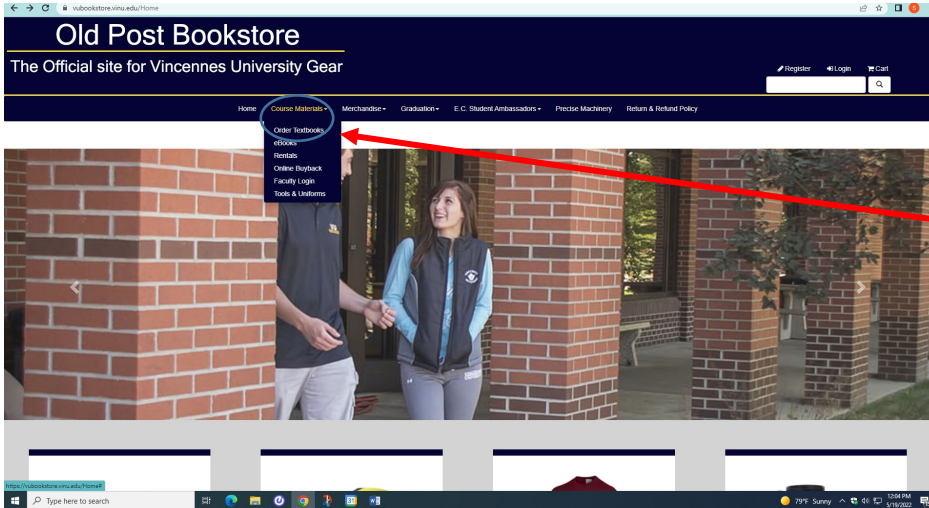 vubookstore.vinu.edu/Home
Old Post Bookstore
The Official site for Vincennes University Gear
Register Login Cart
Home Course Materials Merchandise Graduation E.C. Student Ambassadors Precise Machinery Return & Refund Policy
Order Textbooks
eBooks
Rentals
Online Buyback
Faculty Login
Tools & Uniforms
https://vubookstore.vinu.edu/Home#
Type here to search
79°F Sunny
12:04 PM
5/19/2022